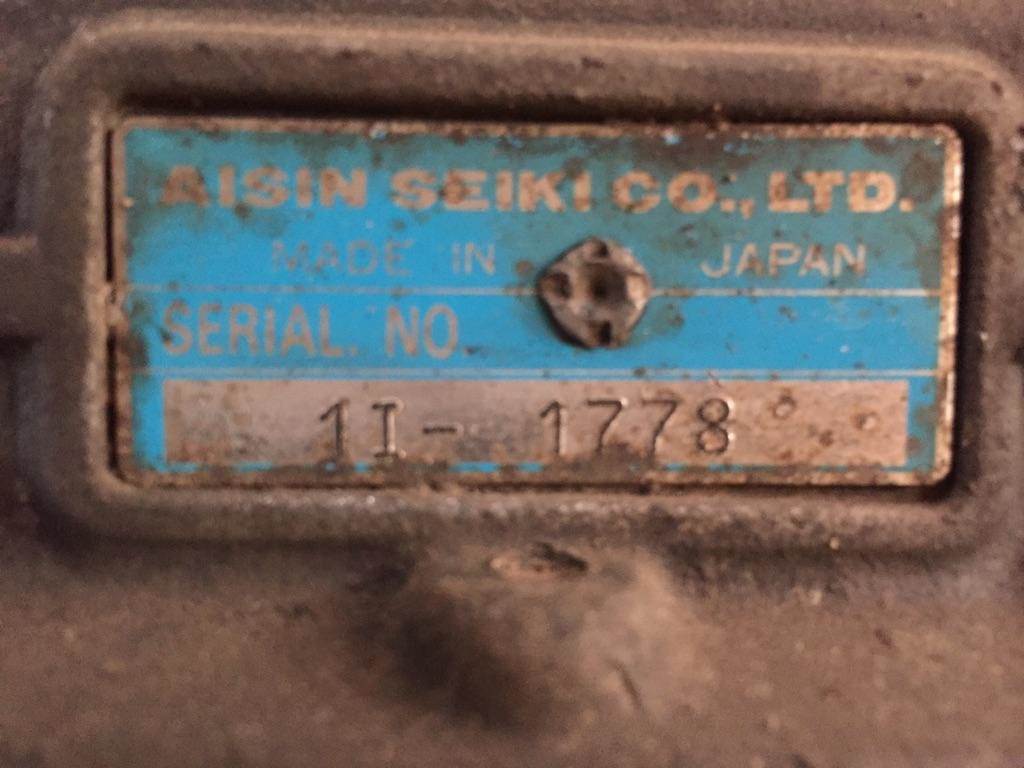 AISIN SEIKI CO., LTD.
MADE IN JAPAN
SERIAL. NO.
1I- 1778